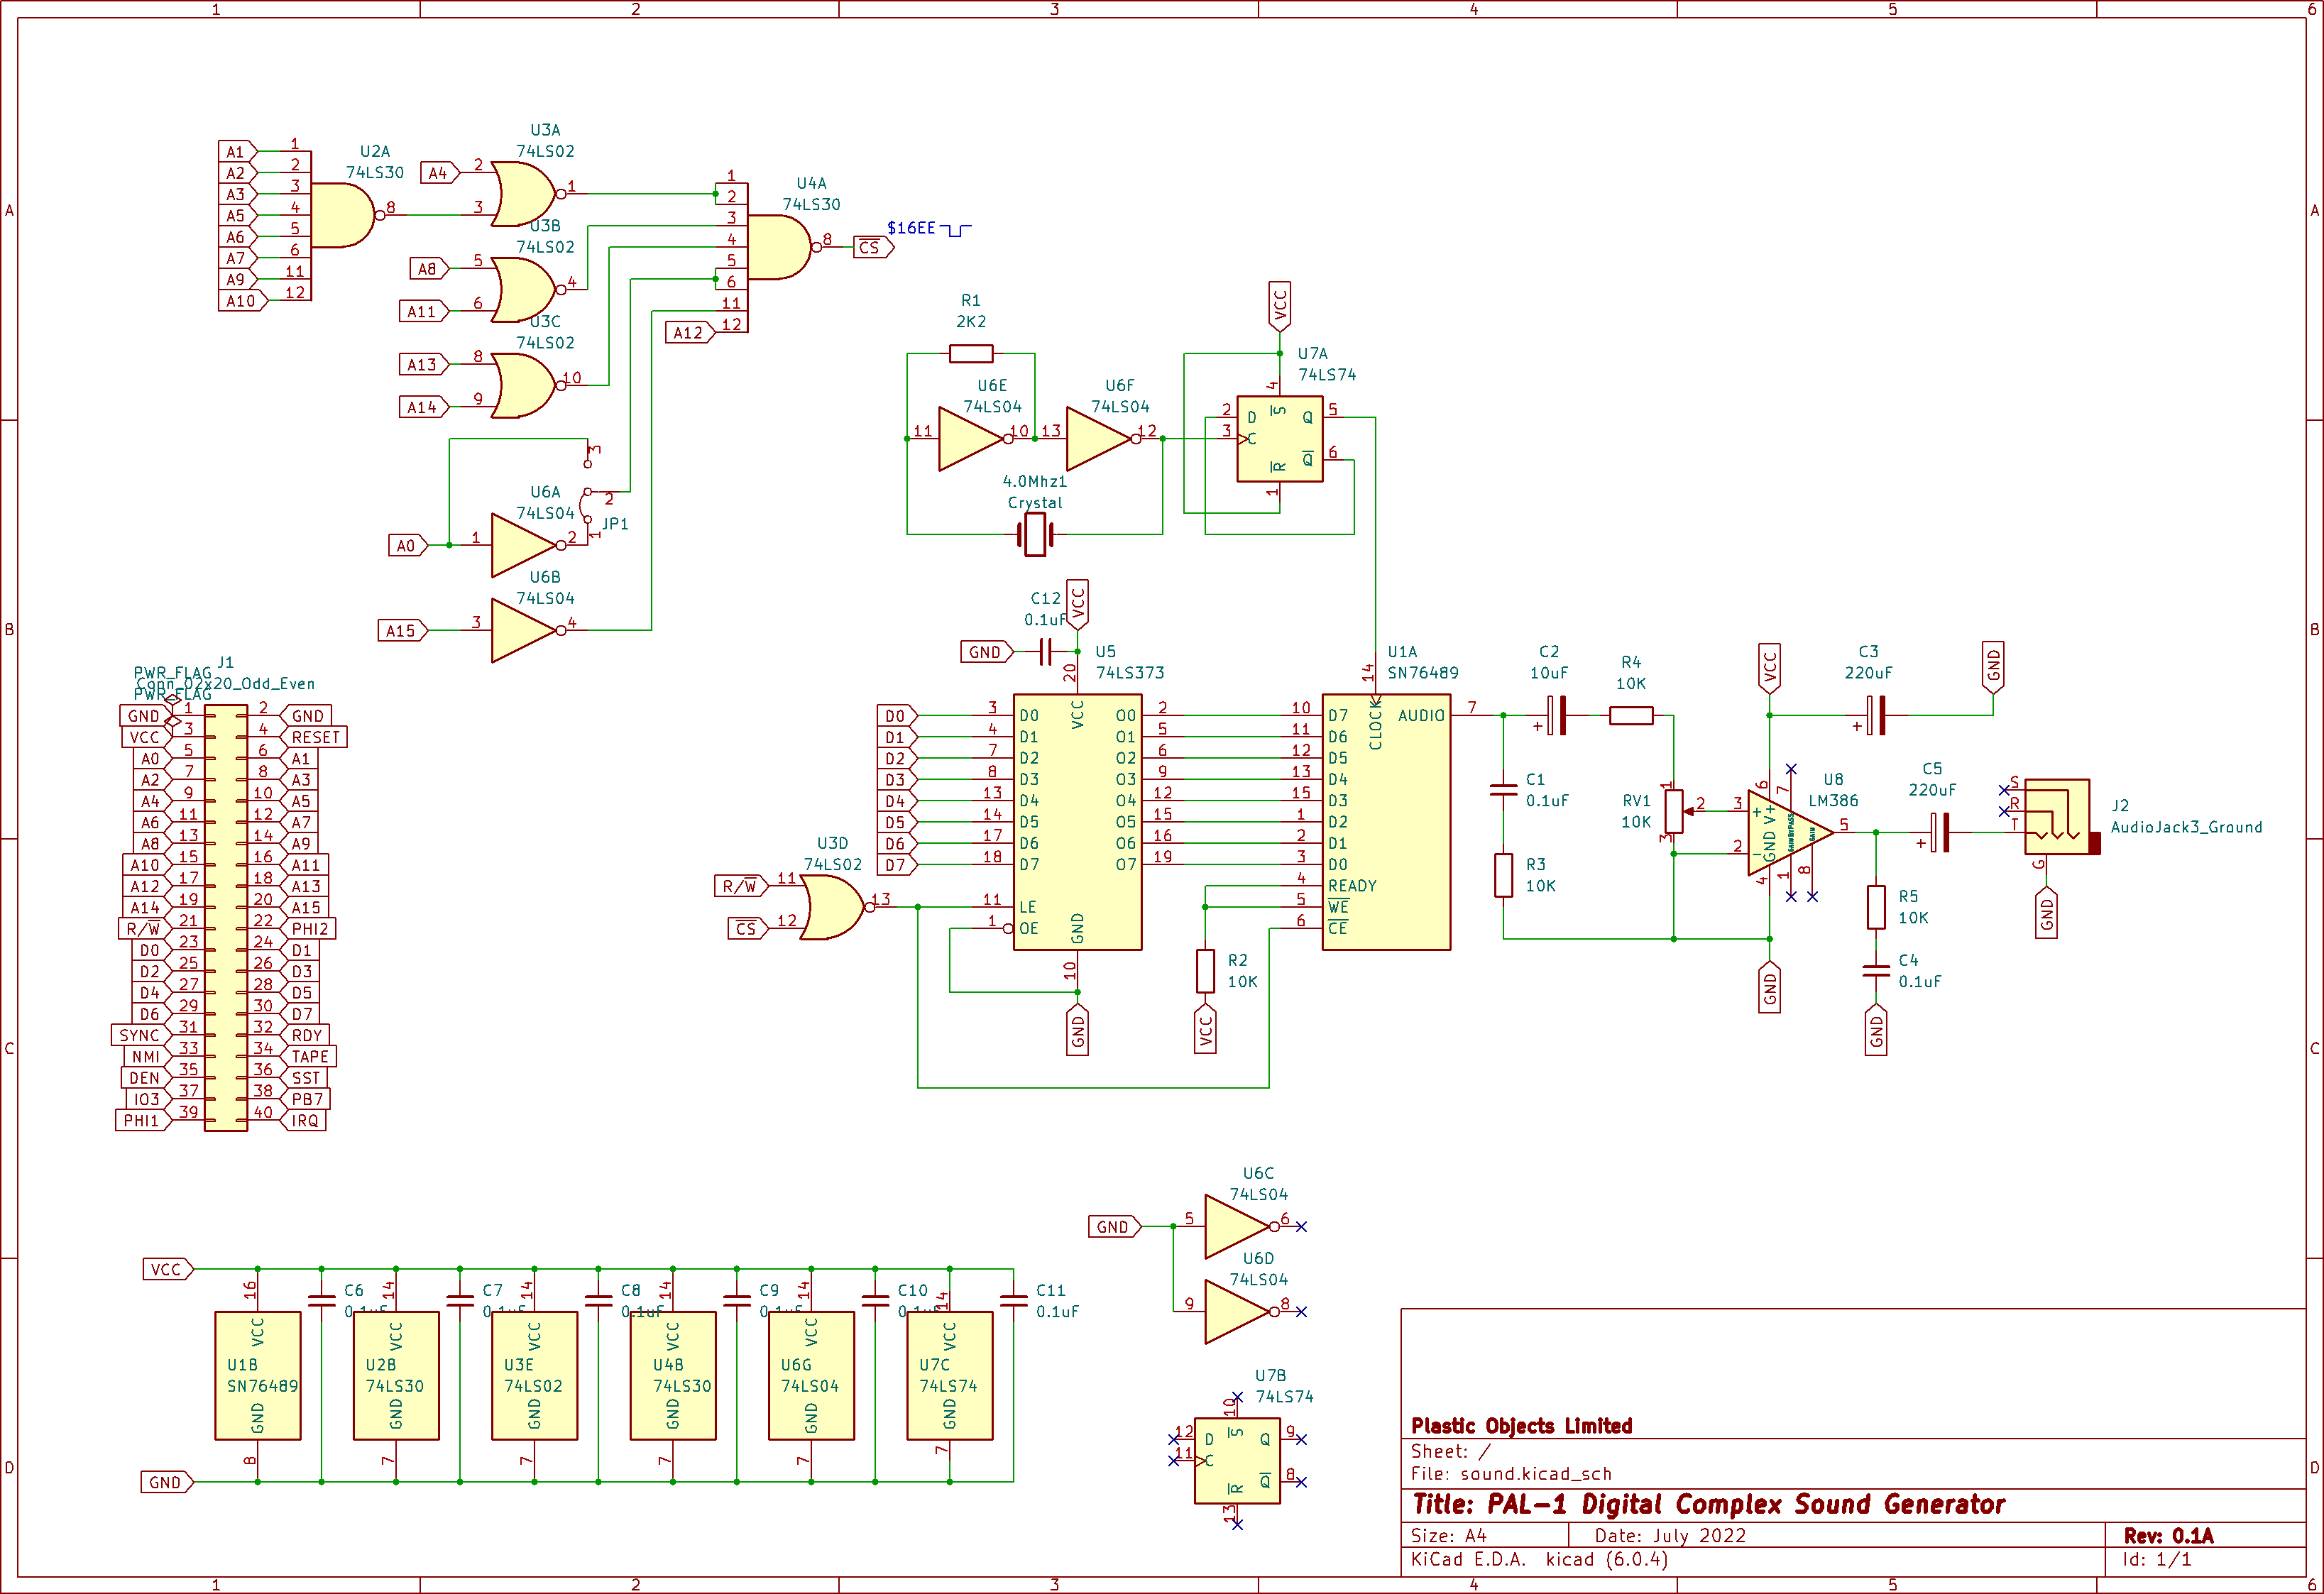 1 2 3 4 5 6
A
B
C
D
A1 1
A2 2
A3 3
A5 4
A6 5
A7 6
A9 11
A10 12
U2A
74LS30
8
U3A
74LS02
A4 2
3
1
U3B
74LS02
A8 5
A11 6
4
U3C
74LS02
A13 8
A14 9
10
U4A
74LS30
1
2
3
4
5
6
11
A12 12
8
CS
$16EE
3
2
1
JP1
U6A
74LS04
A0 1
2
U6B
74LS04
A15 3
4
R1
2K2
U6E
74LS04
11 10
U6F
74LS04
13 12
4.0Mhz1
Crystal
VCC
U7A
74LS74
4
2 D S Q 5
3 C
R Q 6
1
J1
PWR_FLAG
Conn_02x20_Odd_Even
PWR_FLAG
GND 1 2 GND
VCC 3 4 RESET
A0 5 6 A1
A2 7 8 A3
A4 9 10 A5
A6 11 12 A7
A8 13 14 A9
A10 15 16 A11
A12 17 18 A13
A14 19 20 A15
R/W 21 22 PHI2
D0 23 24 D1
D2 25 26 D3
D4 27 28 D5
D6 29 30 D7
SYNC 31 32 RDY
NMI 33 34 TAPE
DEN 35 36 SST
IO3 37 38 PB7
PHI1 39 40 IRQ
U3D
74LS02
R/W 11
CS 12
13
C12
0.1uF
VCC
GND
U5
74LS373
20
VCC
D0 3 D0 O0 2
D1 4 D1 O1 5
D2 7 D2 O2 6
D3 8 D3 O3 9
D4 13 D4 O4 12
D5 14 D5 O5 15
D6 17 D6 O6 16
D7 18 D7 O7 19
11 LE
1 OE
GND
10
GND
R2
10K
VCC
U1A
SN76489
14
CLOCK
10 D7 AUDIO 7
11 D6
12 D5
13 D4
15 D3
1 D2
2 D1
3 D0
4 READY
5 WE
6 CE
C2
10uF
+
R4
10K
C1
0.1uF
R3
10K
RV1
10K
1
2
3
VCC
C3
220uF
+
GND
U8
LM386
6
7
3 +
2 −
V+
GND
BYPASS
GAIN
GAIN
5
4
1
8
GND
C5
220uF
+
R5
10K
C4
0.1uF
GND
S
R
T
G
J2
AudioJack3_Ground
GND
U6C
74LS04
GND 5
6
U6D
74LS04
9 8
VCC
16 14 14 14 14 14
C6 C7 C8 C9 C10 C11
0.1uF 0.1uF 0.1uF 0.1uF 0.1uF 0.1uF
VCC VCC VCC VCC VCC VCC
U1B U2B U3E U4B U6G U7C
SN76489 74LS30 74LS02 74LS30 74LS04 74LS74
GND GND GND GND GND GND
8 7 7 7 7 7
GND
U7B
74LS74
10
12 D S Q 9
11 C
R Q 8
13
Plastic Objects Limited
Sheet: /
File: sound.kicad_sch
Title: PAL-1 Digital Complex Sound Generator
Size: A4 Date: July 2022 Rev: 0.1A
KiCad E.D.A. kicad (6.0.4) Id: 1/1
A
B
C
D
1 2 3 4 5 6